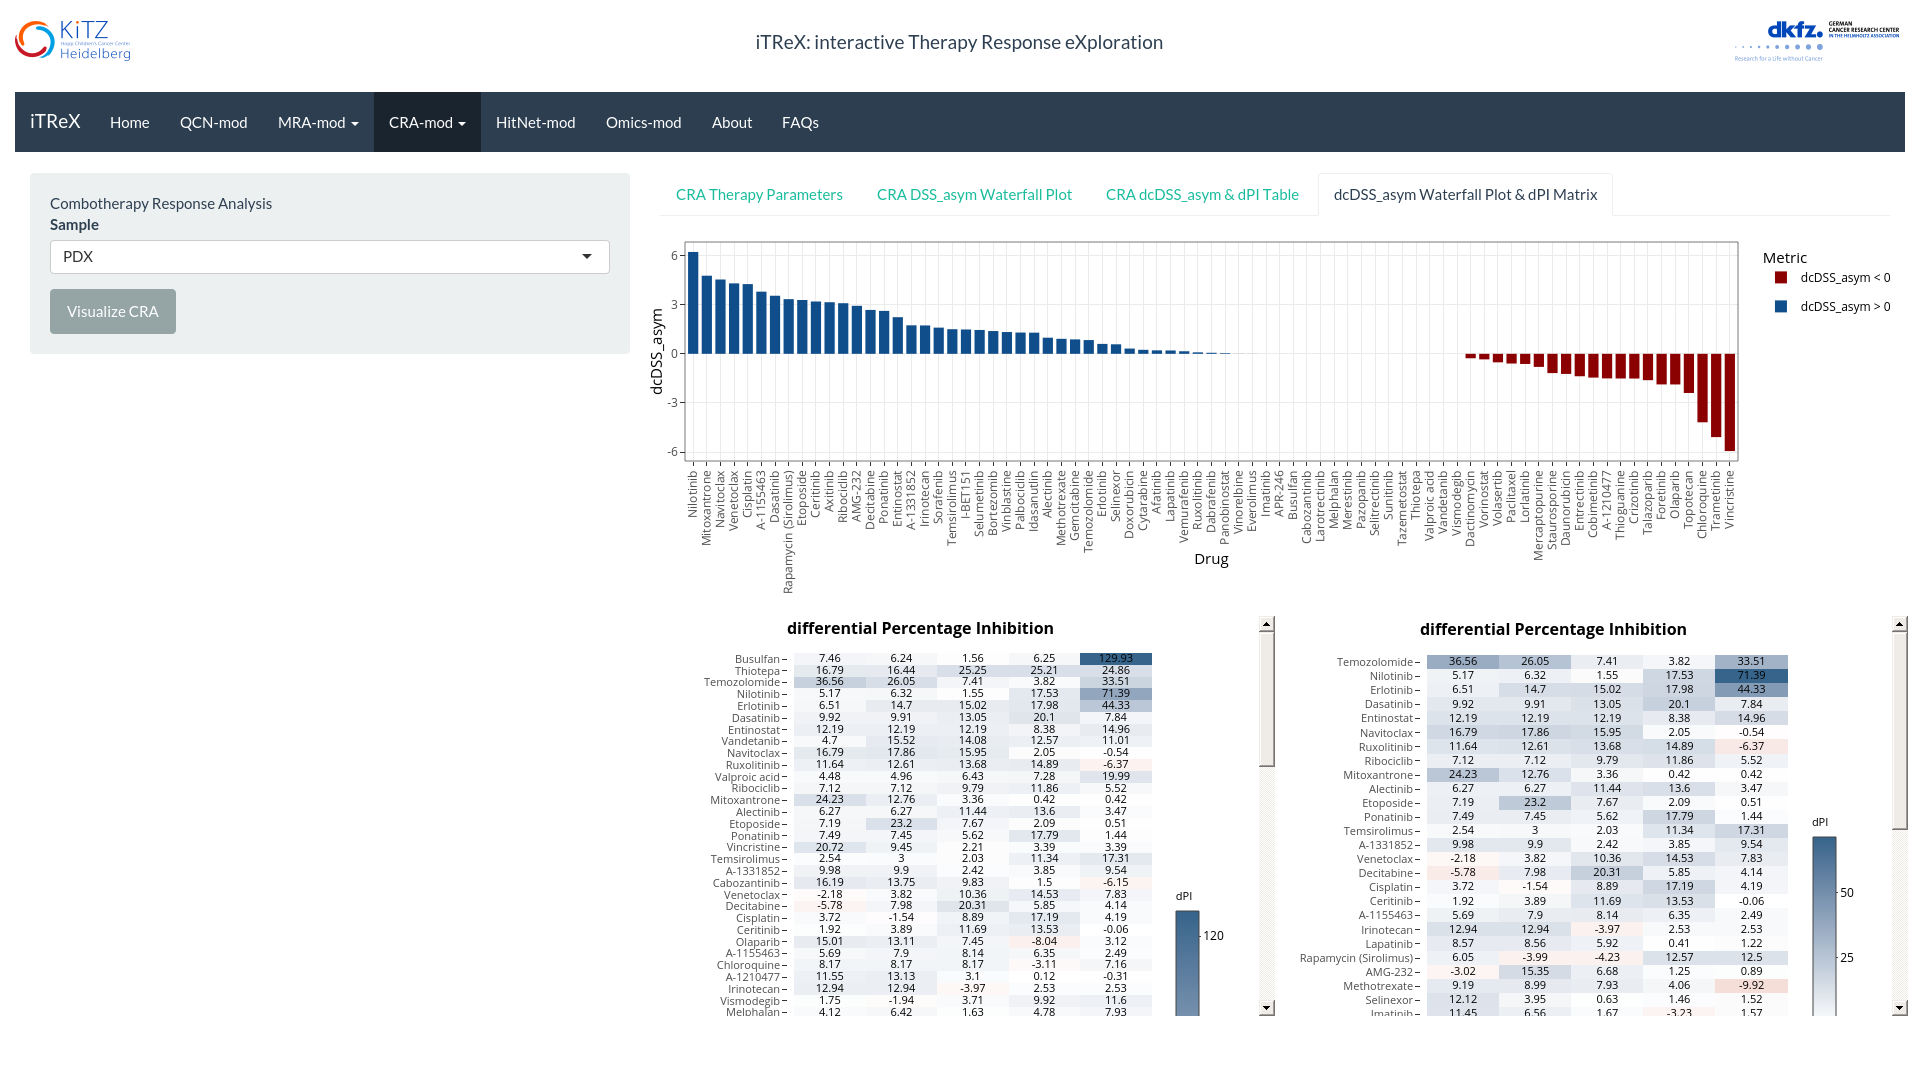 KiTZ
Hopp Children's Cancer Center
Heidelberg
iTReX: interactive Therapy Response eXploration
dkfz. GERMAN
CANCER RESEARCH CENTER
IN THE HELMHOLTZ ASSOCIATION
Research for a Life without Cancer
iTReX Home QCN-mod MRA-mod CRA-mod HitNet-mod Omics-mod About FAQs
Combotherapy Response Analysis
Sample
PDX
Visualize CRA
CRA Therapy Parameters CRA DSS_asym Waterfall Plot CRA dcDSS_asym & dPI Table dcDSS_asym Waterfall Plot & dPI Matrix
dcDSS_asym
6
3
0
-3
-6
Nilotinib Mitoxantrone Navitoclax Venetoclax Cisplatin A-1155463 Dasatinib Rapamycin (Sirolimus) Etoposide Ceritinib Axitinib Ribociclib AMG-232 Decitabine Ponatinib Entinostat A-1331852 Irinotecan Sorafenib Temsirolimus I-BET151 Selumetinib Bortezomib Vinblastine Palbociclib Idasanutlin Alectinib Methotrexate Gemcitabine Temozolomide Erlotinib Selinexor Doxorubicin Cytarabine Afatinib Lapatinib Vemurafenib Ruxolitinib Dabrafenib Panobinostat Vinorelbine Everolimus Imatinib APR-246 Busulfan Cabozantinib Larotrectinib Melphalan Merestinib Pazopanib Selitrectinib Sunitinib Tazemetostat Thiotepa Valproic acid Vandetanib Vismodegib Dactinomycin Vorinostat Volasertib Paclitaxel Lorlatinib Mercaptopurine Staurosporine Daunorubicin Entrectinib Cobimetinib A-1210477 Thioguanine Crizotinib Talazoparib Foretinib Olaparib Topotecan Chloroquine Trametinib Vincristine
Drug
Metric
dcDSS_asym < 0
dcDSS_asym > 0
differential Percentage Inhibition
Busulfan 7.46 6.24 1.56 6.25 129.93
Thiotepa 16.79 16.44 25.25 25.21 24.86
Temozolomide 36.56 26.05 7.41 3.82 33.51
Nilotinib 5.17 6.32 1.55 17.53 71.39
Erlotinib 6.51 14.7 15.02 17.98 44.33
Dasatinib 9.92 9.91 13.05 20.1 7.84
Entinostat 12.19 12.19 12.19 8.38 14.96
Vandetanib 4.7 15.52 14.08 12.57 11.01
Navitoclax 16.79 17.86 15.95 2.05 -0.54
Ruxolitinib 11.64 12.61 13.68 14.89 -6.37
Valproic acid 4.48 4.96 6.43 7.28 19.99
Ribociclib 7.12 7.12 9.79 11.86 5.52
Mitoxantrone 24.23 12.76 3.36 0.42 0.42
Alectinib 6.27 6.27 11.44 13.6 3.47
Etoposide 7.19 23.2 7.67 2.09 0.51
Ponatinib 7.49 7.45 5.62 17.79 1.44
Vincristine 20.72 9.45 2.21 3.39 3.39
Temsirolimus 2.54 3 2.03 11.34 17.31
A-1331852 9.98 9.9 2.42 3.85 9.54
Cabozantinib 16.19 13.75 9.83 1.5 -6.15
Venetoclax -2.18 3.82 10.36 14.53 7.83
Decitabine -5.78 7.98 20.31 5.85 4.14
Cisplatin 3.72 -1.54 8.89 17.19 4.19
Ceritinib 1.92 3.89 11.69 13.53 -0.06
Olaparib 15.01 13.11 7.45 -8.04 3.12
A-1155463 5.69 7.9 8.14 6.35 2.49
Chloroquine 8.17 8.17 8.17 -3.11 7.16
A-1210477 11.55 13.13 3.1 0.12 -0.31
Irinotecan 12.94 12.94 -3.97 2.53 2.53
Vismodegib 1.75 -1.94 3.71 9.92 11.6
Melphalan 4.12 6.42 1.63 4.78 7.93
dPI
120
differential Percentage Inhibition
Temozolomide 36.56 26.05 7.41 3.82 33.51
Nilotinib 5.17 6.32 1.55 17.53 71.39
Erlotinib 6.51 14.7 15.02 17.98 44.33
Dasatinib 9.92 9.91 13.05 20.1 7.84
Entinostat 12.19 12.19 12.19 8.38 14.96
Navitoclax 16.79 17.86 15.95 2.05 -0.54
Ruxolitinib 11.64 12.61 13.68 14.89 -6.37
Ribociclib 7.12 7.12 9.79 11.86 5.52
Mitoxantrone 24.23 12.76 3.36 0.42 0.42
Alectinib 6.27 6.27 11.44 13.6 3.47
Etoposide 7.19 23.2 7.67 2.09 0.51
Ponatinib 7.49 7.45 5.62 17.79 1.44
Temsirolimus 2.54 3 2.03 11.34 17.31
A-1331852 9.98 9.9 2.42 3.85 9.54
Venetoclax -2.18 3.82 10.36 14.53 7.83
Decitabine -5.78 7.98 20.31 5.85 4.14
Cisplatin 3.72 -1.54 8.89 17.19 4.19
Ceritinib 1.92 3.89 11.69 13.53 -0.06
A-1155463 5.69 7.9 8.14 6.35 2.49
Irinotecan 12.94 12.94 -3.97 2.53 2.53
Lapatinib 8.57 8.56 5.92 0.41 1.22
Rapamycin (Sirolimus) 6.05 -3.99 -4.23 12.57 12.5
AMG-232 -3.02 15.35 6.68 1.25 0.89
Methotrexate 9.19 8.99 7.93 4.06 -9.92
Selinexor 12.12 3.95 0.63 1.46 1.52
Imatinib 11.45 6.56 1.67 -3.23 1.57
dPI
50
25